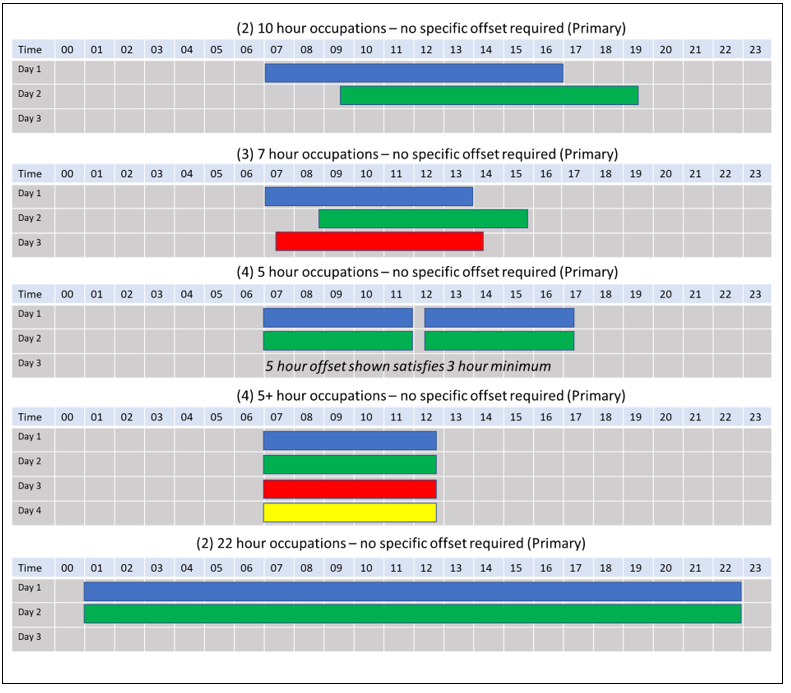 (2) 10 hour occupations – no specific offset required (Primary)
Time 00 01 02 03 04 05 06 07 08 09 10 11 12 13 14 15 16 17 18 19 20 21 22 23
Day 1
Day 2
Day 3
(3) 7 hour occupations – no specific offset required (Primary)
Time 00 01 02 03 04 05 06 07 08 09 10 11 12 13 14 15 16 17 18 19 20 21 22 23
Day 1
Day 2
Day 3
(4) 5 hour occupations – no specific offset required (Primary)
Time 00 01 02 03 04 05 06 07 08 09 10 11 12 13 14 15 16 17 18 19 20 21 22 23
Day 1
Day 2
Day 3 5 hour offset shown satisfies 3 hour minimum
(4) 5+ hour occupations – no specific offset required (Primary)
Time 00 01 02 03 04 05 06 07 08 09 10 11 12 13 14 15 16 17 18 19 20 21 22 23
Day 1
Day 2
Day 3
Day 4
(2) 22 hour occupations – no specific offset required (Primary)
Time 00 01 02 03 04 05 06 07 08 09 10 11 12 13 14 15 16 17 18 19 20 21 22 23
Day 1
Day 2
Day 3